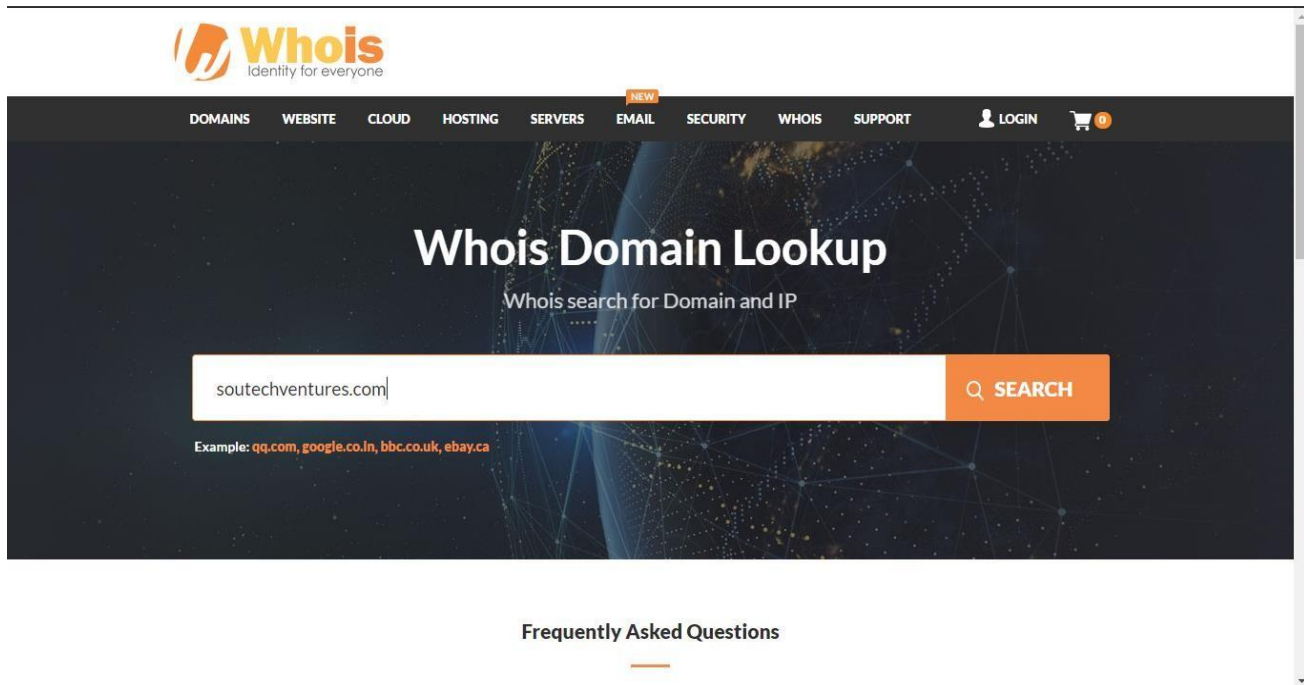 Whois
Identity for everyone
NEW
DOMAINS WEBSITE CLOUD HOSTING SERVERS EMAIL SECURITY WHOIS SUPPORT LOGIN 0
Whois Domain Lookup
Whois search for Domain and IP
soutechventures.com
SEARCH
Example: qq.com, google.co.in, bbc.co.uk, ebay.ca
Frequently Asked Questions